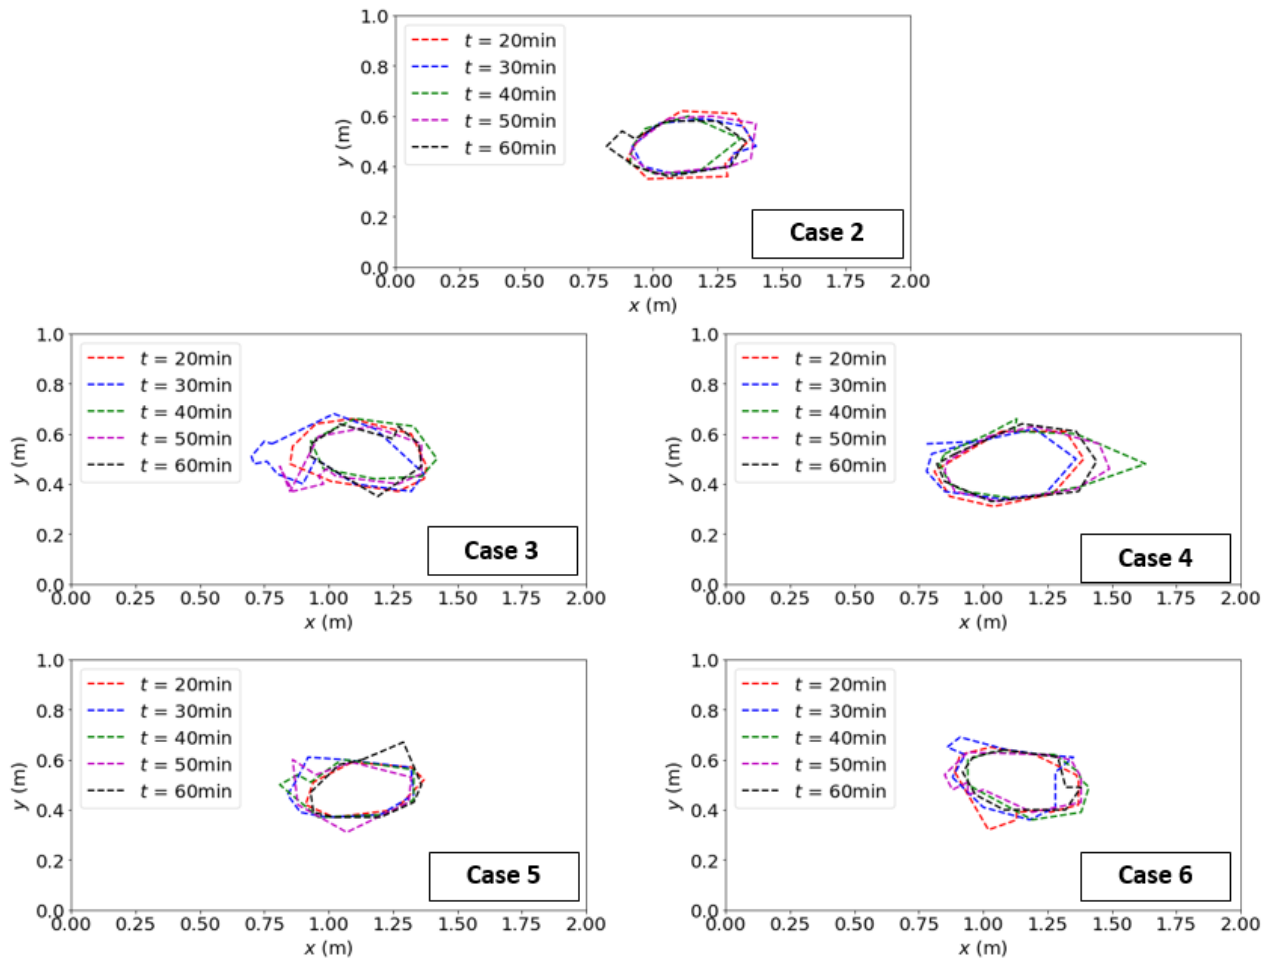 1.0
0.8
0.6
0.4
0.2
0.0
y (m)
t = 20min
t = 30min
t = 40min
t = 50min
t = 60min
Case 2
0.00 0.25 0.50 0.75 1.00 1.25 1.50 1.75 2.00
x (m)
1.0
0.8
0.6
0.4
0.2
0.0
y (m)
t = 20min
t = 30min
t = 40min
t = 50min
t = 60min
Case 3
0.00 0.25 0.50 0.75 1.00 1.25 1.50 1.75 2.00
x (m)
1.0
0.8
0.6
0.4
0.2
0.0
y (m)
t = 20min
t = 30min
t = 40min
t = 50min
t = 60min
Case 4
0.00 0.25 0.50 0.75 1.00 1.25 1.50 1.75 2.00
x (m)
1.0
0.8
0.6
0.4
0.2
0.0
y (m)
t = 20min
t = 30min
t = 40min
t = 50min
t = 60min
Case 5
0.00 0.25 0.50 0.75 1.00 1.25 1.50 1.75 2.00
x (m)
1.0
0.8
0.6
0.4
0.2
0.0
y (m)
t = 20min
t = 30min
t = 40min
t = 50min
t = 60min
Case 6
0.00 0.25 0.50 0.75 1.00 1.25 1.50 1.75 2.00
x (m)